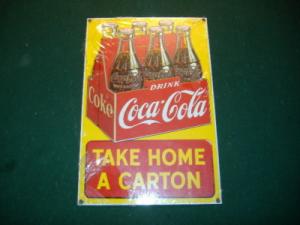 DRINK
Coke
Coca-Cola
TAKE HOME
A CARTON